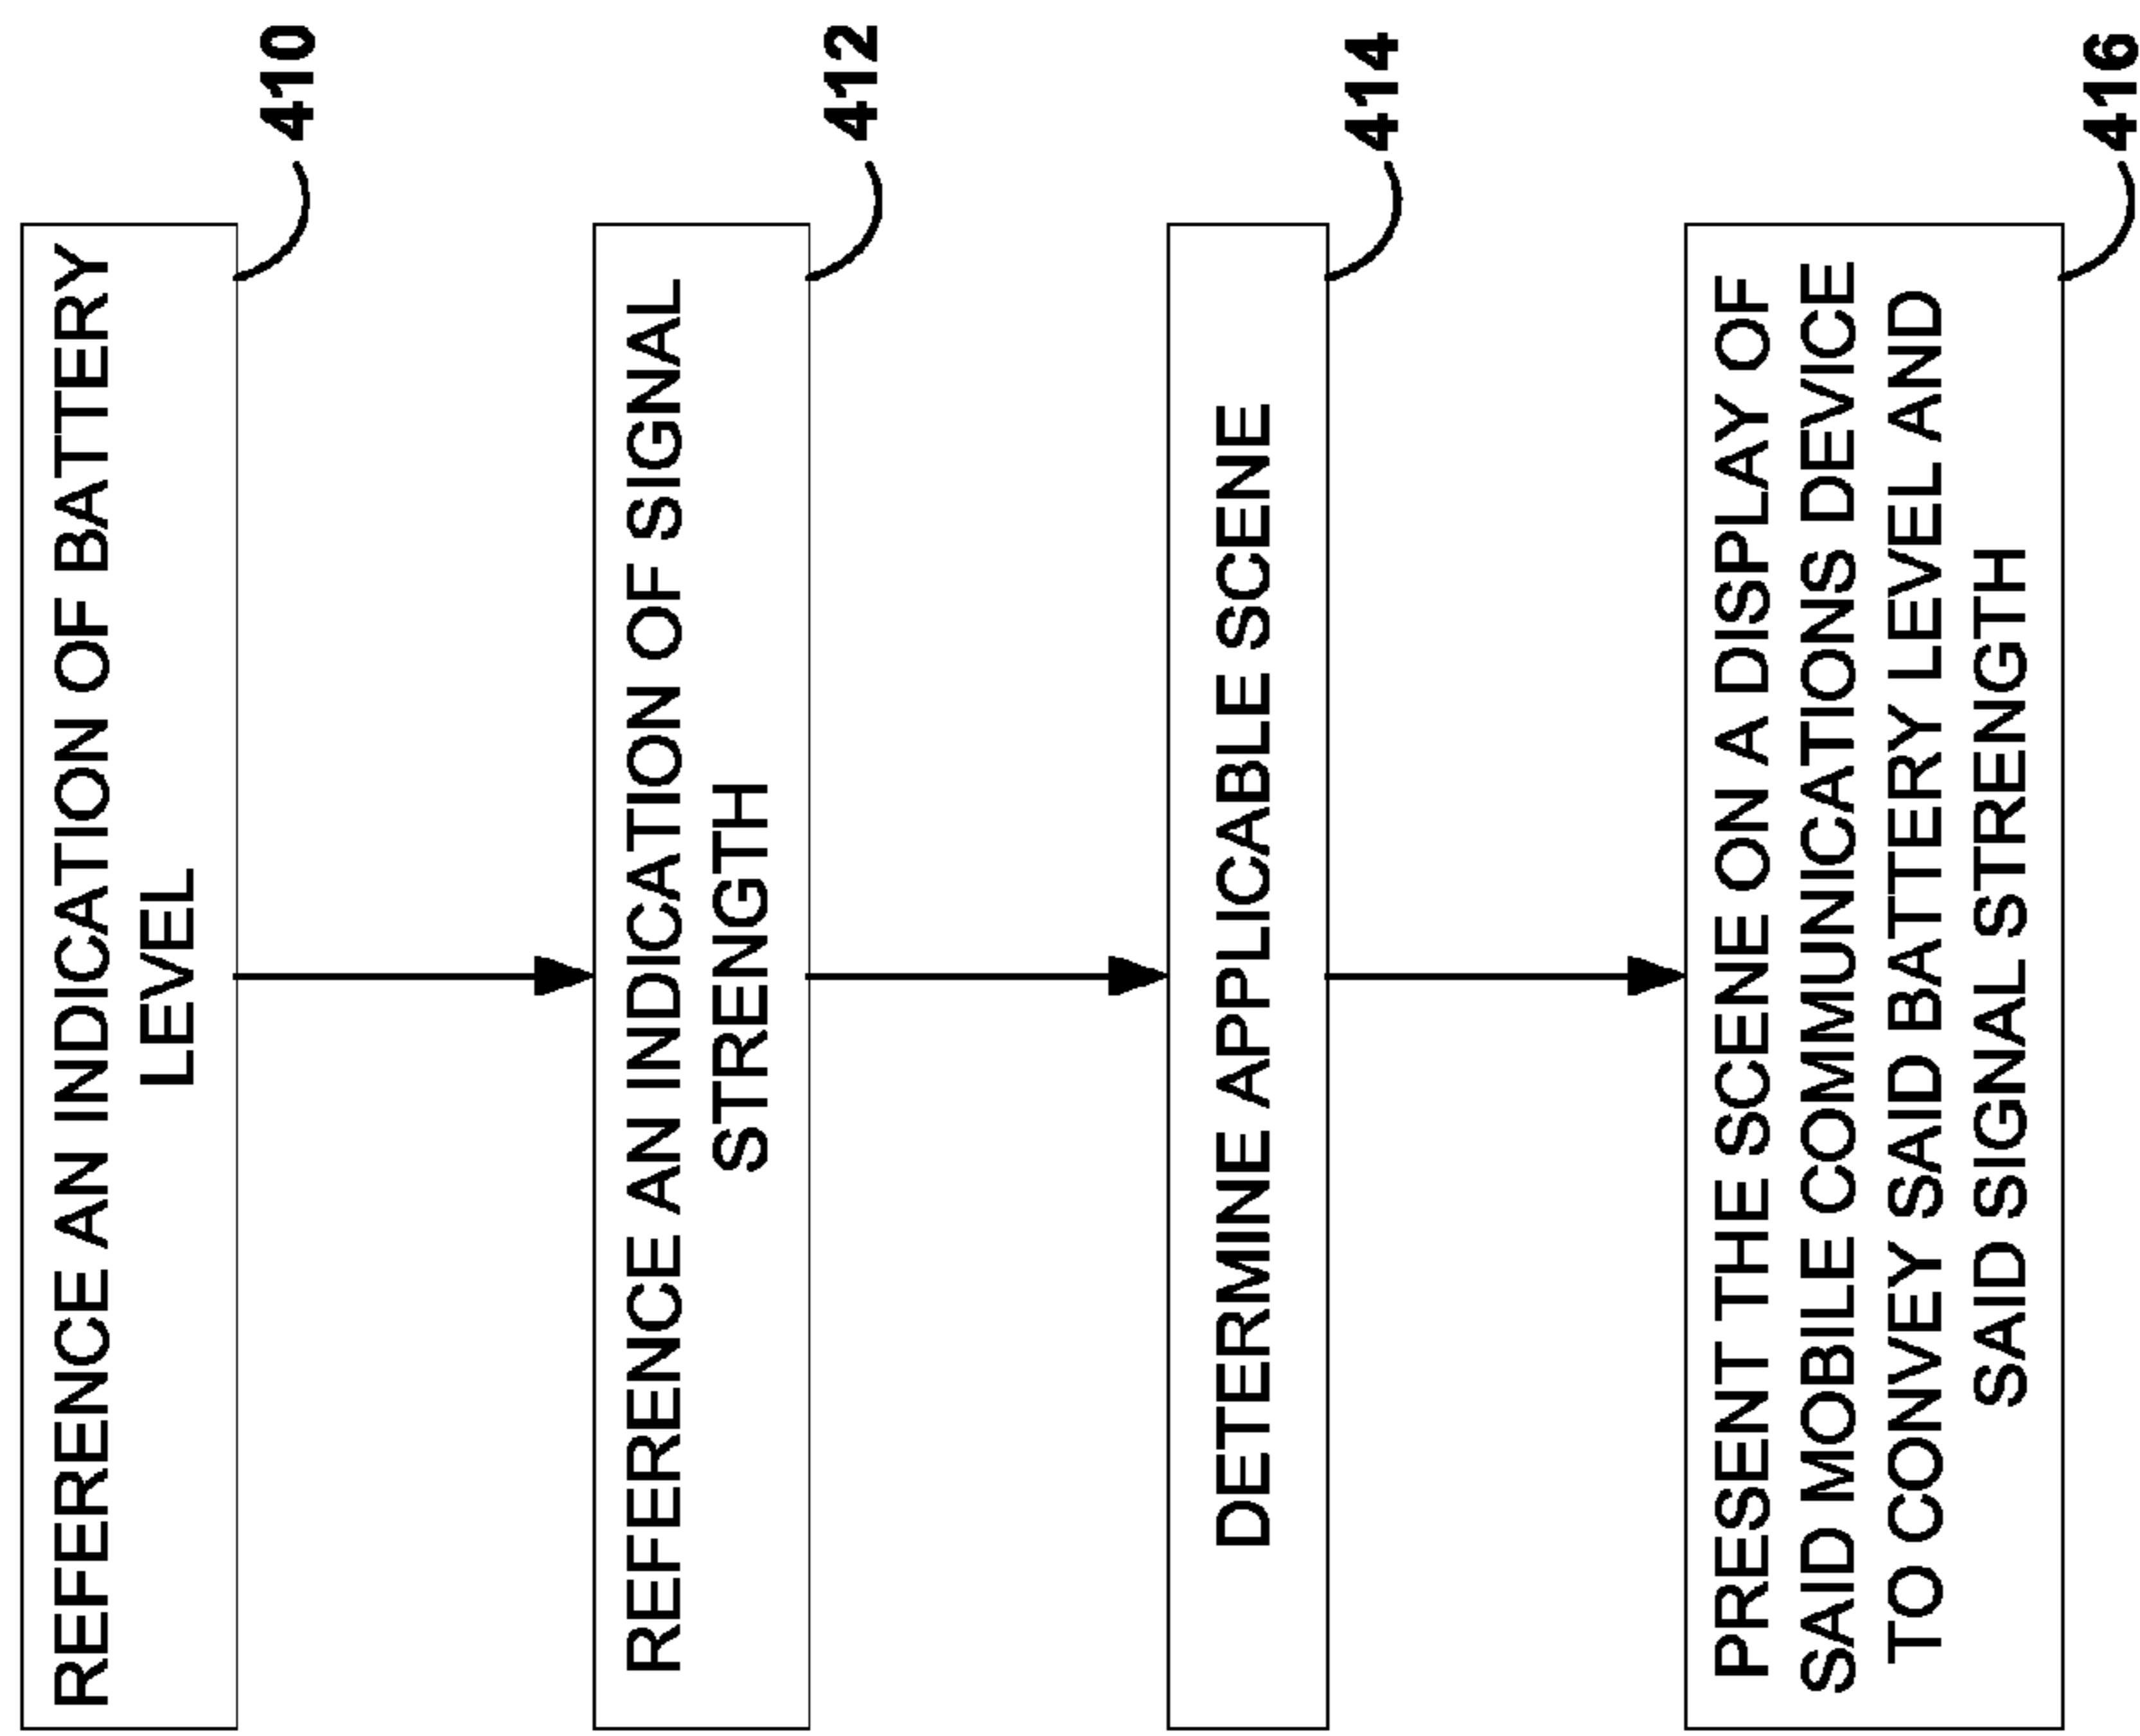 REFERENCE AN INDICATION OF BATTERY
LEVEL
410
REFERENCE AN INDICATION OF SIGNAL
STRENGTH
412
DETERMINE APPLICABLE SCENE
414
PRESENT THE SCENE ON A DISPLAY OF
SAID MOBILE COMMUNICATIONS DEVICE
TO CONVEY SAID BATTERY LEVEL AND
SAID SIGNAL STRENGTH
416